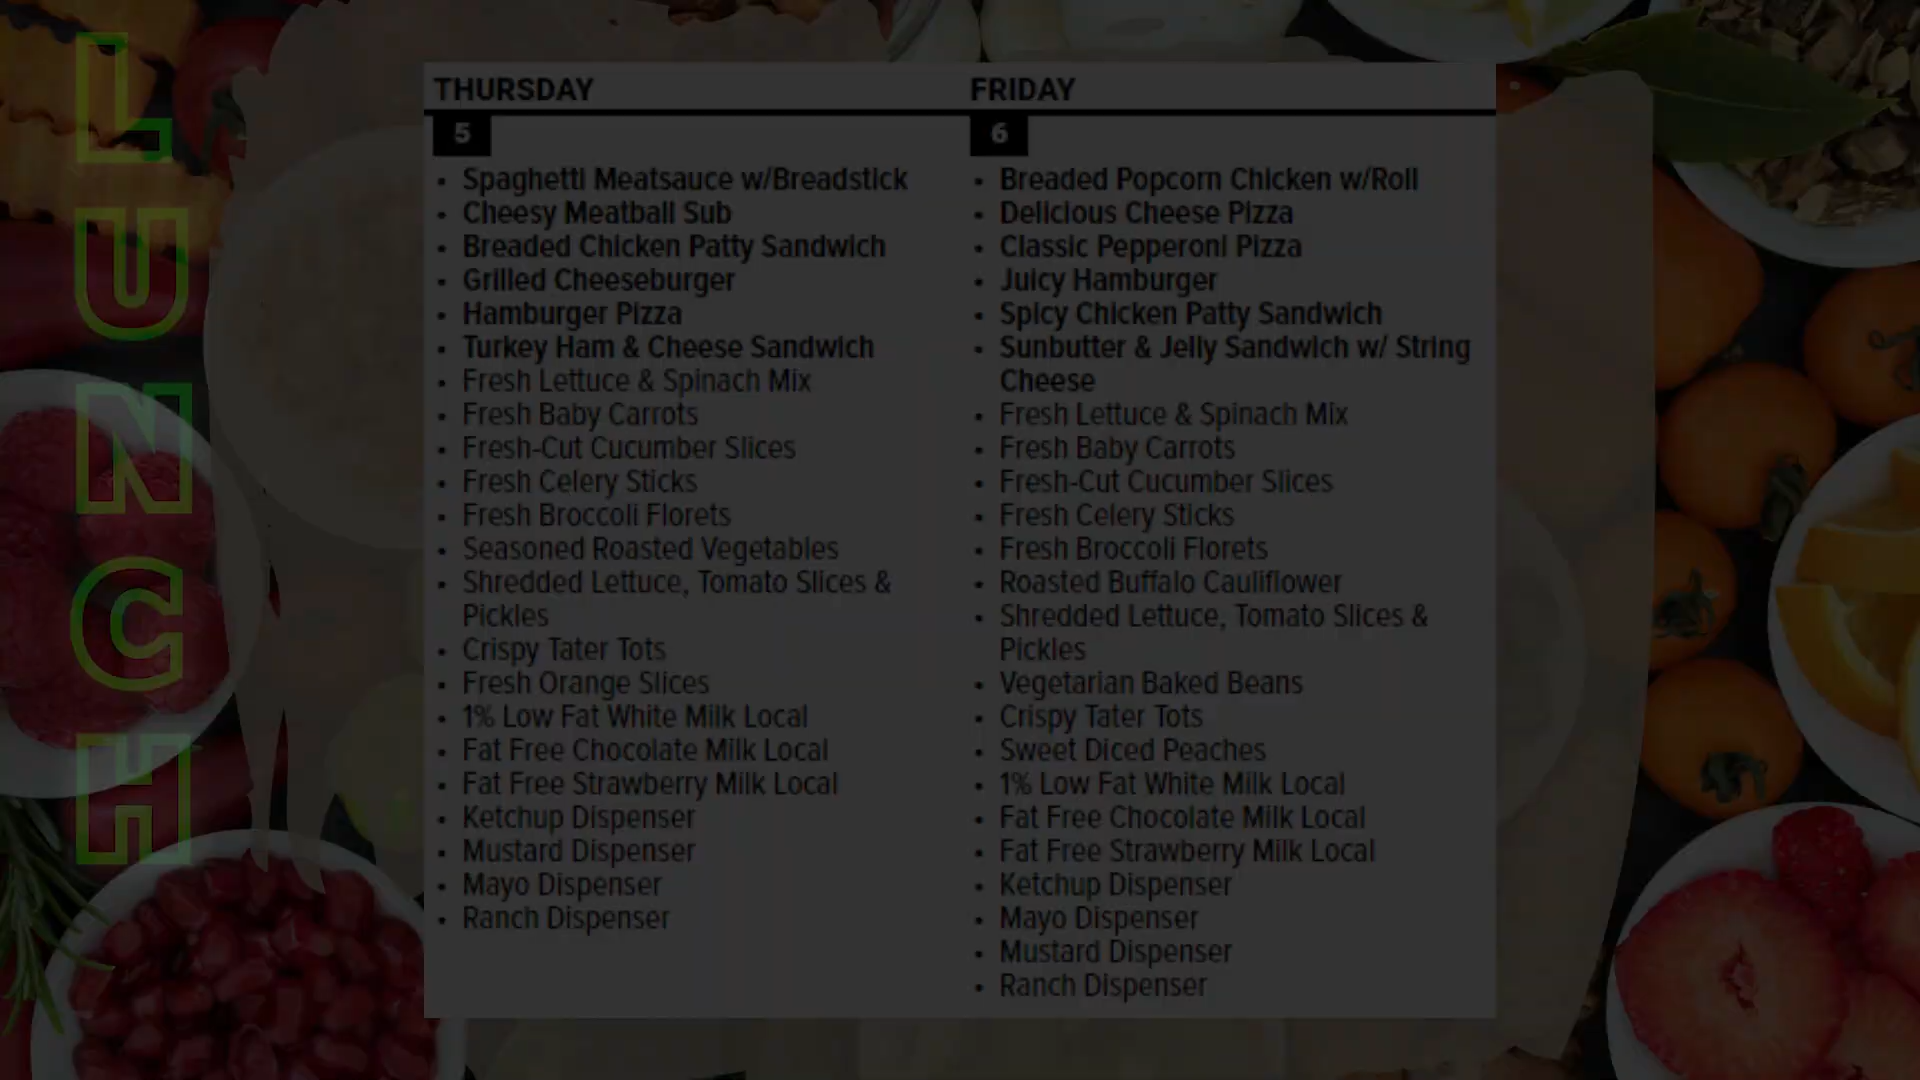 LUNCH
THURSDAY
5
• Spaghetti Meatsauce w/Breadstick
• Cheesy Meatball Sub
• Breaded Chicken Patty Sandwich
• Grilled Cheeseburger
• Hamburger Pizza
• Turkey Ham & Cheese Sandwich
• Fresh Lettuce & Spinach Mix
• Fresh Baby Carrots
• Fresh-Cut Cucumber Slices
• Fresh Celery Sticks
• Fresh Broccoli Florets
• Seasoned Roasted Vegetables
• Shredded Lettuce, Tomato Slices &
Pickles
• Crispy Tater Tots
• Fresh Orange Slices
• 1% Low Fat White Milk Local
• Fat Free Chocolate Milk Local
• Fat Free Strawberry Milk Local
• Ketchup Dispenser
• Mustard Dispenser
• Mayo Dispenser
• Ranch Dispenser
FRIDAY
6
• Breaded Popcorn Chicken w/Roll
• Delicious Cheese Pizza
• Classic Pepperoni Pizza
• Juicy Hamburger
• Spicy Chicken Patty Sandwich
• Sunbutter & Jelly Sandwich w/ String
Cheese
• Fresh Lettuce & Spinach Mix
• Fresh Baby Carrots
• Fresh-Cut Cucumber Slices
• Fresh Celery Sticks
• Fresh Broccoli Florets
• Roasted Buffalo Cauliflower
• Shredded Lettuce, Tomato Slices &
Pickles
• Vegetarian Baked Beans
• Crispy Tater Tots
• Sweet Diced Peaches
• 1% Low Fat White Milk Local
• Fat Free Chocolate Milk Local
• Fat Free Strawberry Milk Local
• Ketchup Dispenser
• Mayo Dispenser
• Mustard Dispenser
• Ranch Dispenser